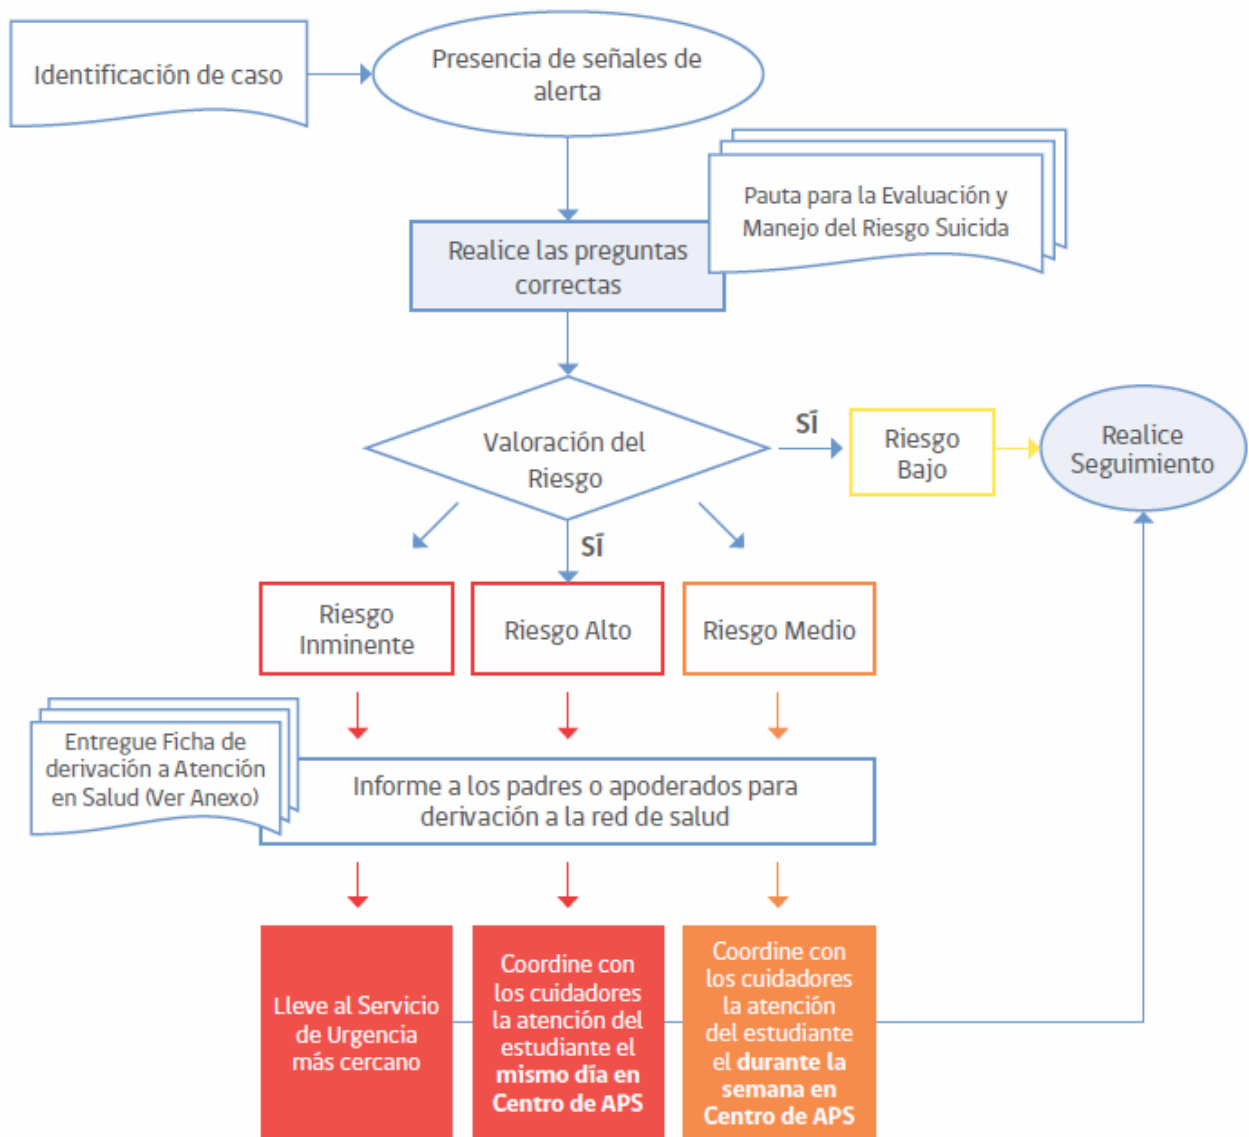 Identificación de caso
Presencia de señales de
alerta
Pauta para la Evaluación y
Manejo del Riesgo Suicida
Realice las preguntas
correctas
Valoración del
Riesgo
SÍ
Riesgo
Bajo
Realice
Seguimiento
SÍ
Riesgo
Inminente
Riesgo Alto
Riesgo Medio
Entregue Ficha de
derivación a Atención
en Salud (Ver Anexo)
Informe a los padres o apoderados para
derivación a la red de salud
Lleve al Servicio
de Urgencia
más cercano
Coordine con
los cuidadores
la atención del
estudiante el
mismo día en
Centro de APS
Coordine con
los cuidadores
la atención
del estudiante
el durante la
semana en
Centro de APS